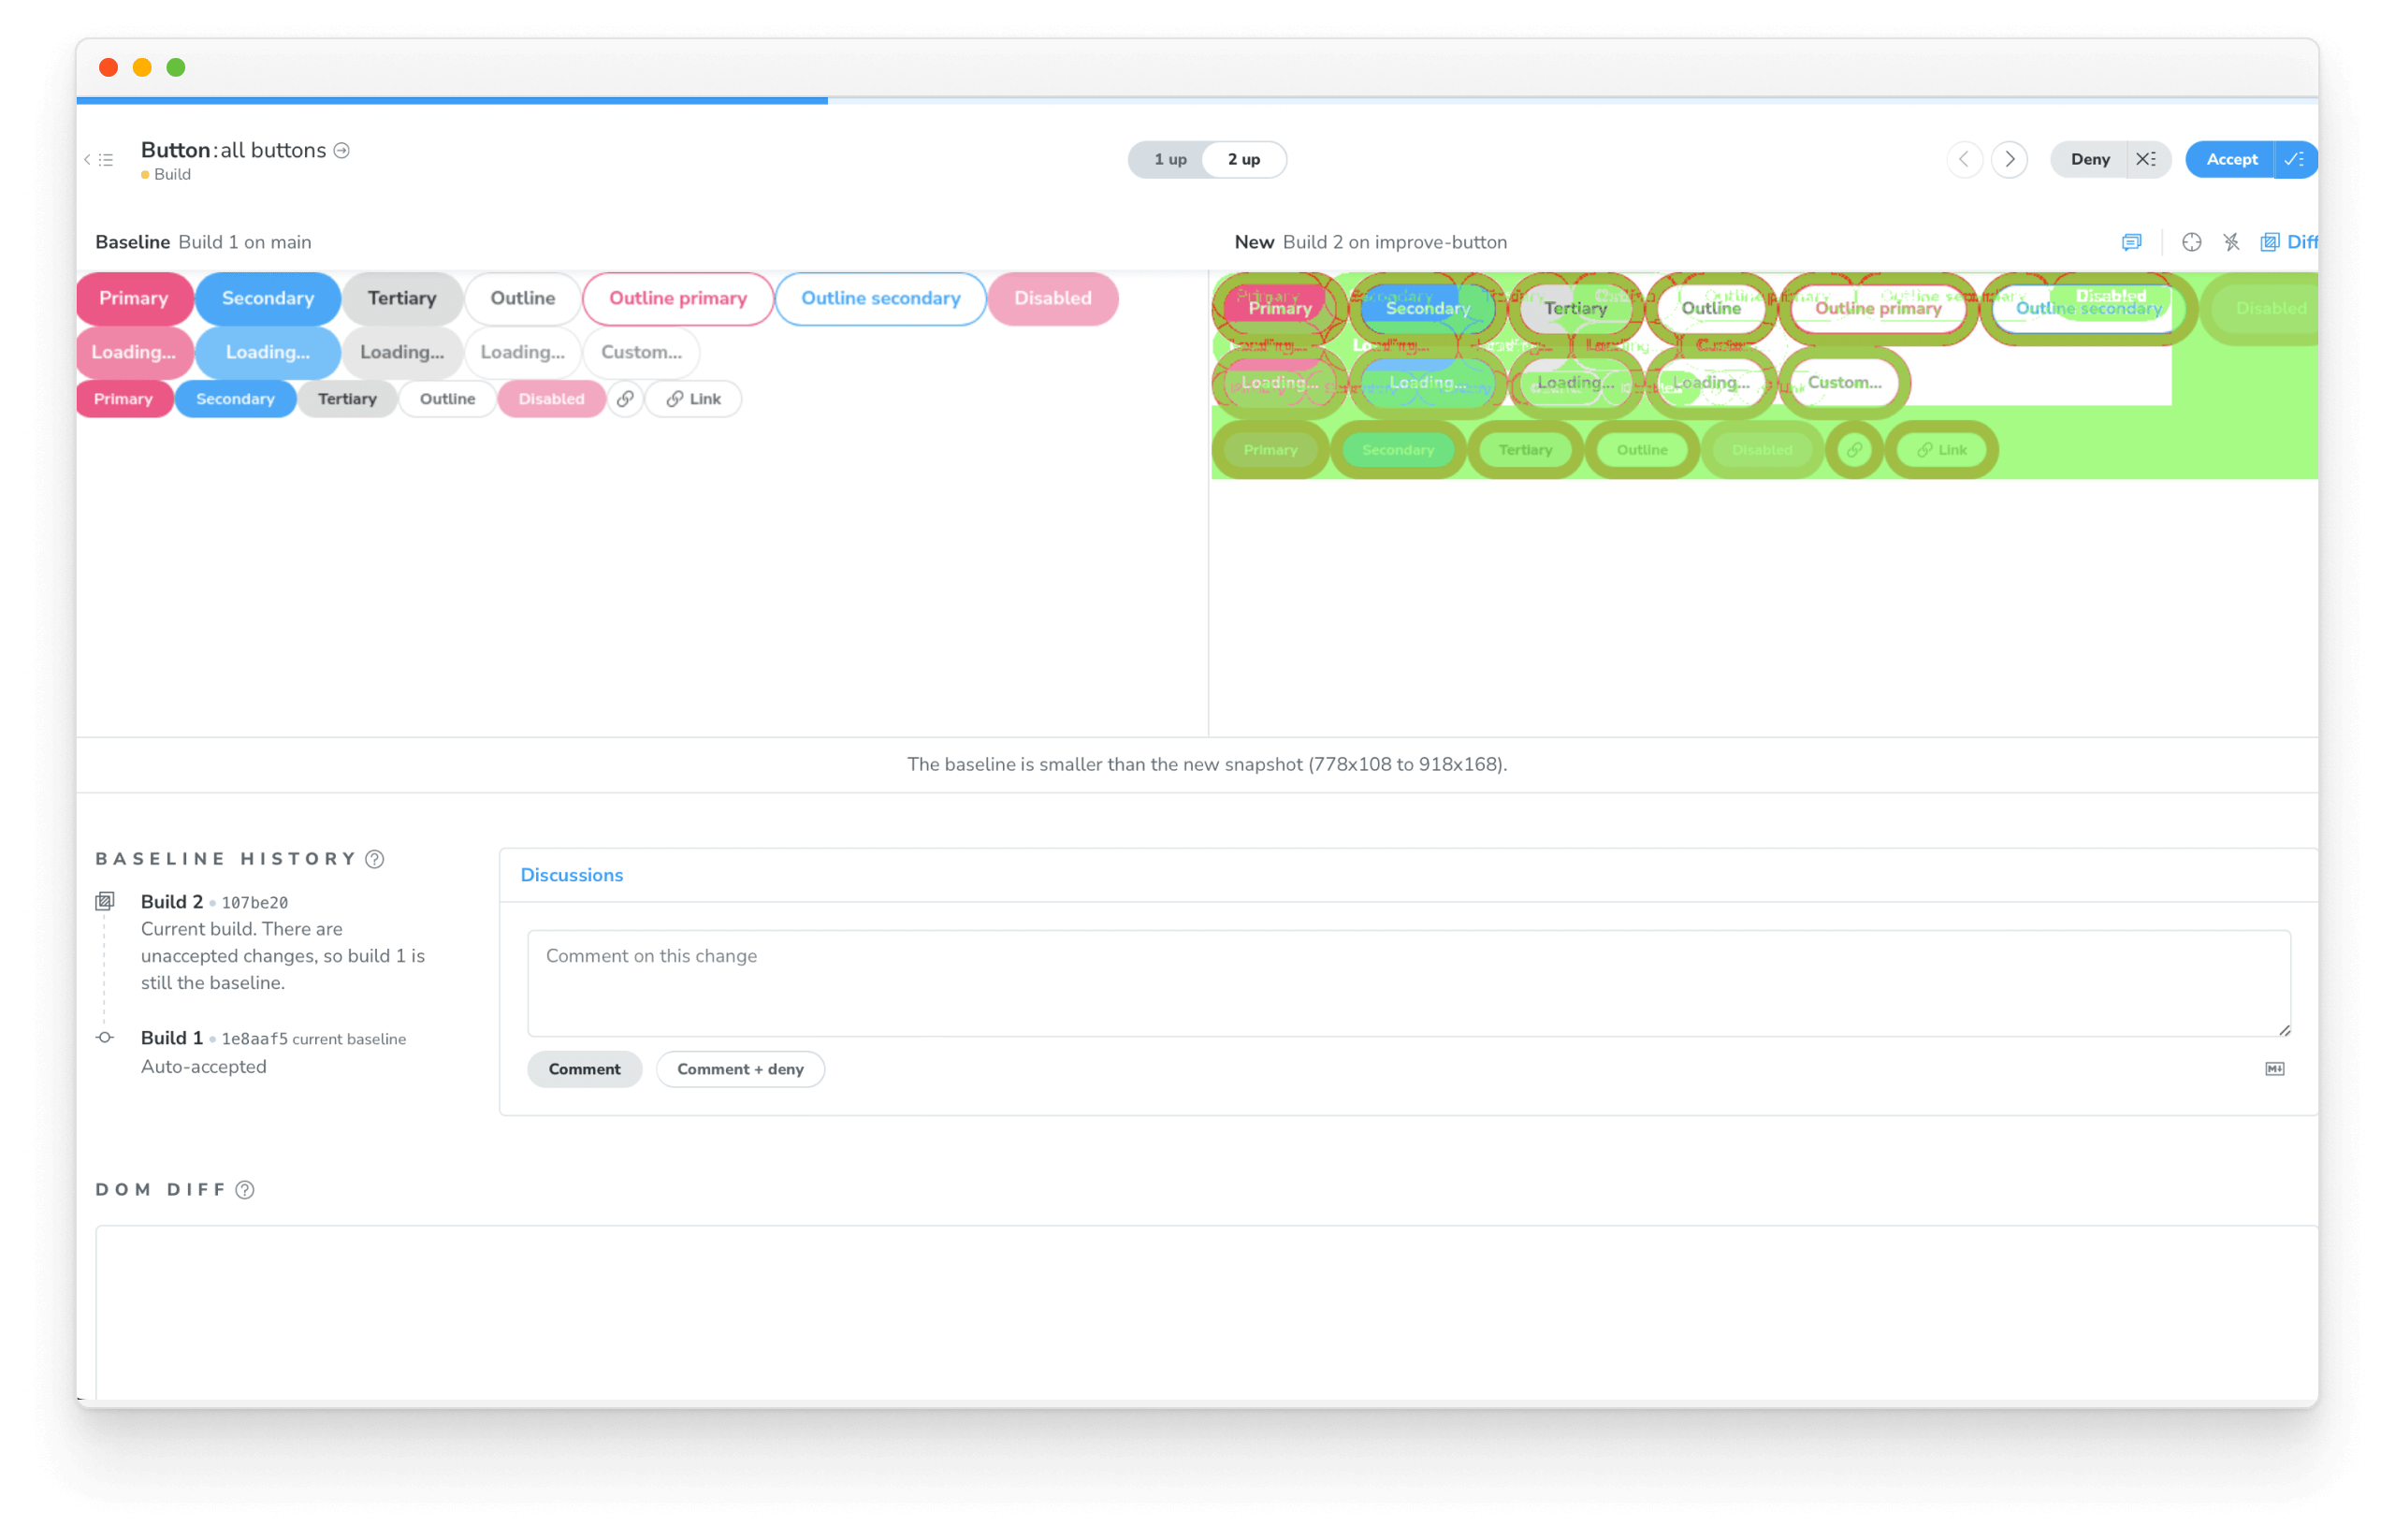 Button: all buttons
Build
1 up 2 up
Deny
Accept
Baseline Build 1 on main
New Build 2 on improve-button
Diff
Primary Secondary Tertiary Outline Outline primary Outline secondary Disabled
Loading... Loading... Loading... Loading... Custom...
Primary Secondary Tertiary Outline Disabled Link
Disabled
Primary Secondary Tertiary Outline Outline primary Outline secondary Disabled
Loading... Loading... Loading... Loading... Custom...
Primary Secondary Tertiary Outline Disabled Link
The baseline is smaller than the new snapshot (778x108 to 918x168).
BASELINE HISTORY ?
Build 2 • 107be20
Current build. There are
unaccepted changes, so build 1 is
still the baseline.
Build 1 • 1e8aaf5 current baseline
Auto-accepted
Discussions
Comment on this change
Comment Comment + deny
M↓
DOM DIFF ?